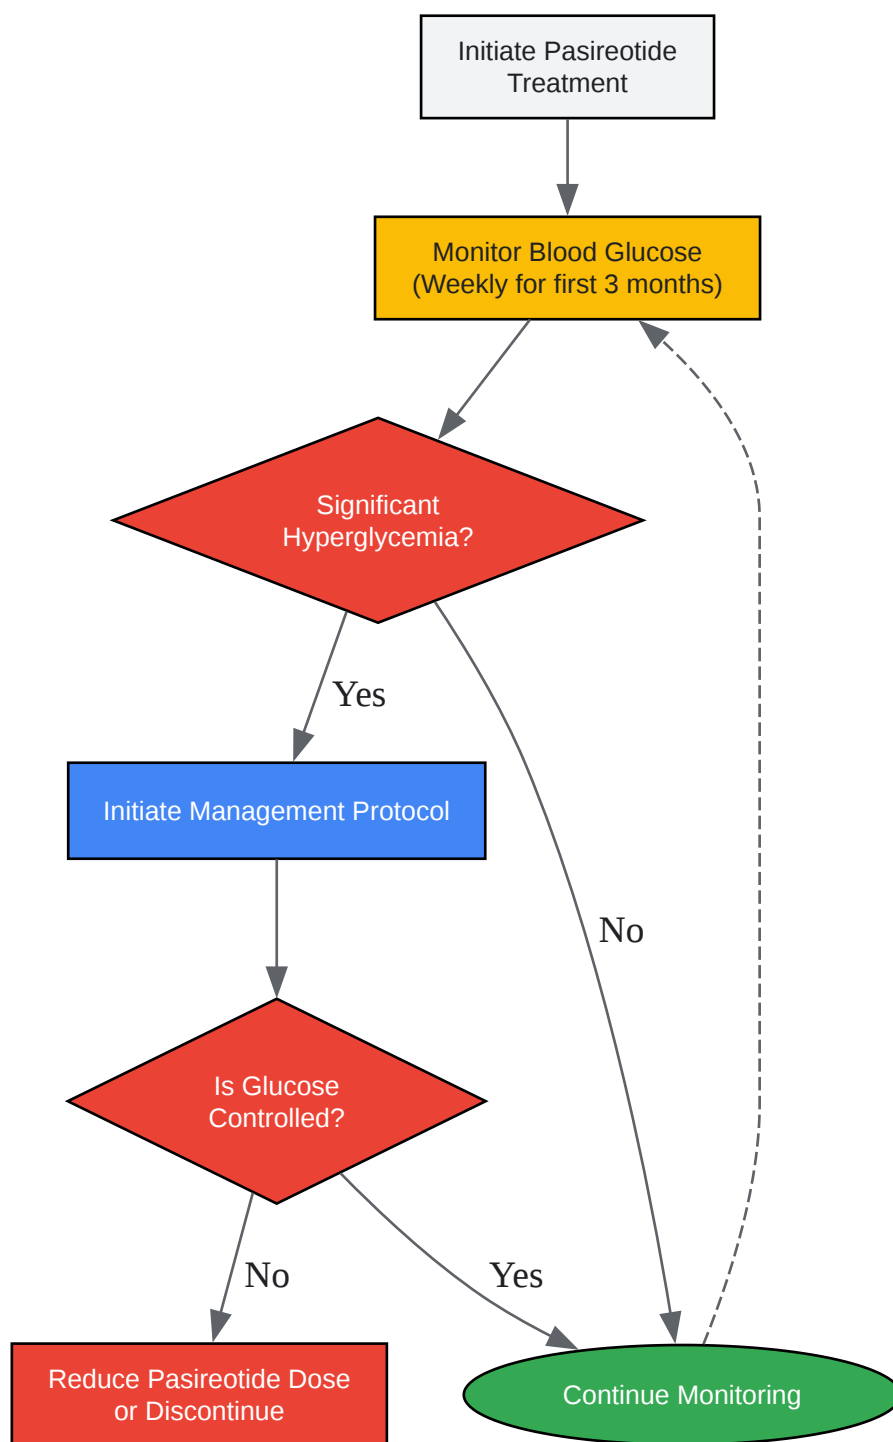 Initiate Pasireotide
Treatment
Monitor Blood Glucose
(Weekly for first 3 months)
Significant
Hyperglycemia?
Yes
Initiate Management Protocol
No
Is Glucose
Controlled?
No
Yes
Reduce Pasireotide Dose
or Discontinue
Continue Monitoring